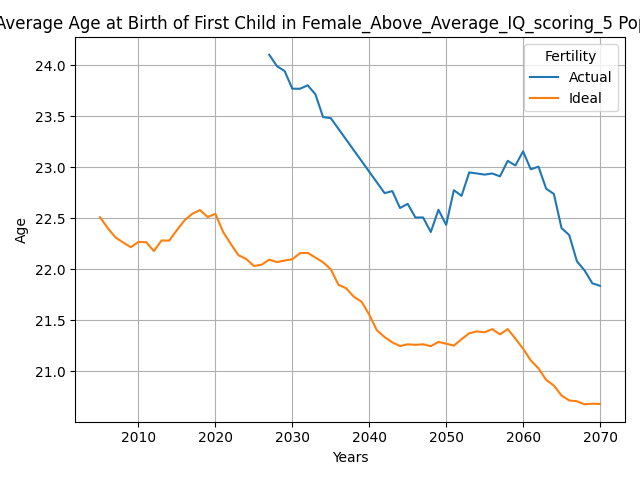 Average Age at Birth of First Child in Female_Above_Average_IQ_scoring_5
Fertility
Actual
Ideal
24.0
23.5
23.0
22.5
22.0
21.5
21.0
Age
2010 2020 2030 2040 2050 2060 2070
Years